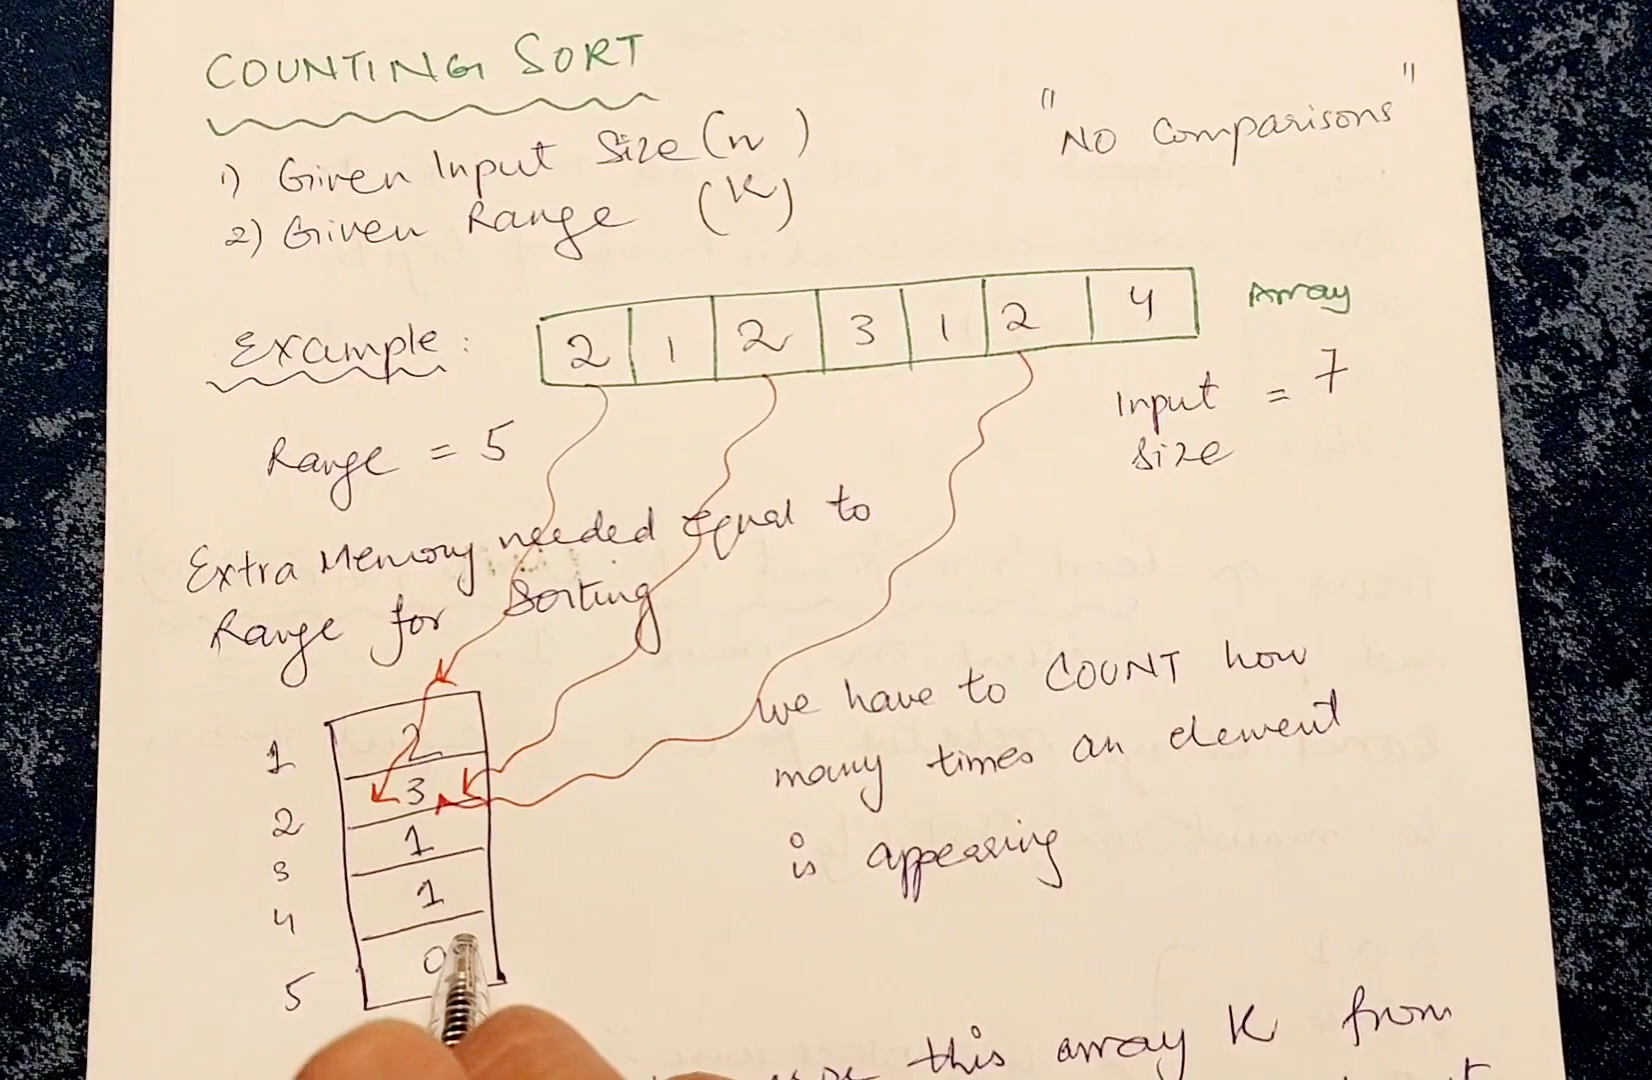 COUNTING SORT
"No Comparisons"
1) Given Input Size (n)
2) Given Range (K)
Example:
2 1 2 3 1 2 4
Array
Range = 5
Input size = 7
Extra Memory needed Equal to
Range for Sorting
we have to COUNT how
many times an element
is appearing
1 2
2 3
3 1
4 1
5 0
this array K from